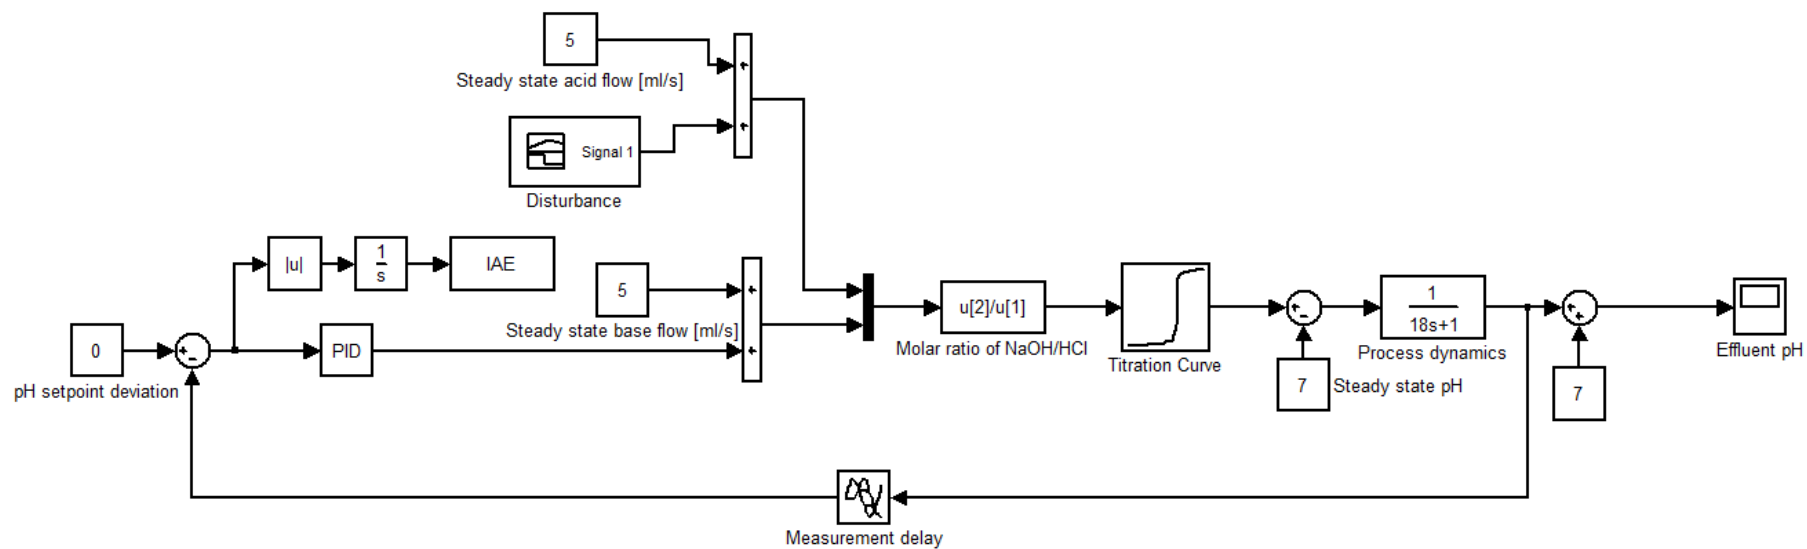 5
Steady state acid flow [ml/s]
Signal 1
Disturbance
|u|
1
s
IAE
5
Steady state base flow [ml/s]
0
pH setpoint deviation
PID
u[2]/u[1]
Molar ratio of NaOH/HCl
Titration Curve
7
Steady state pH
1
18s+1
Process dynamics
7
Effluent pH
Measurement delay